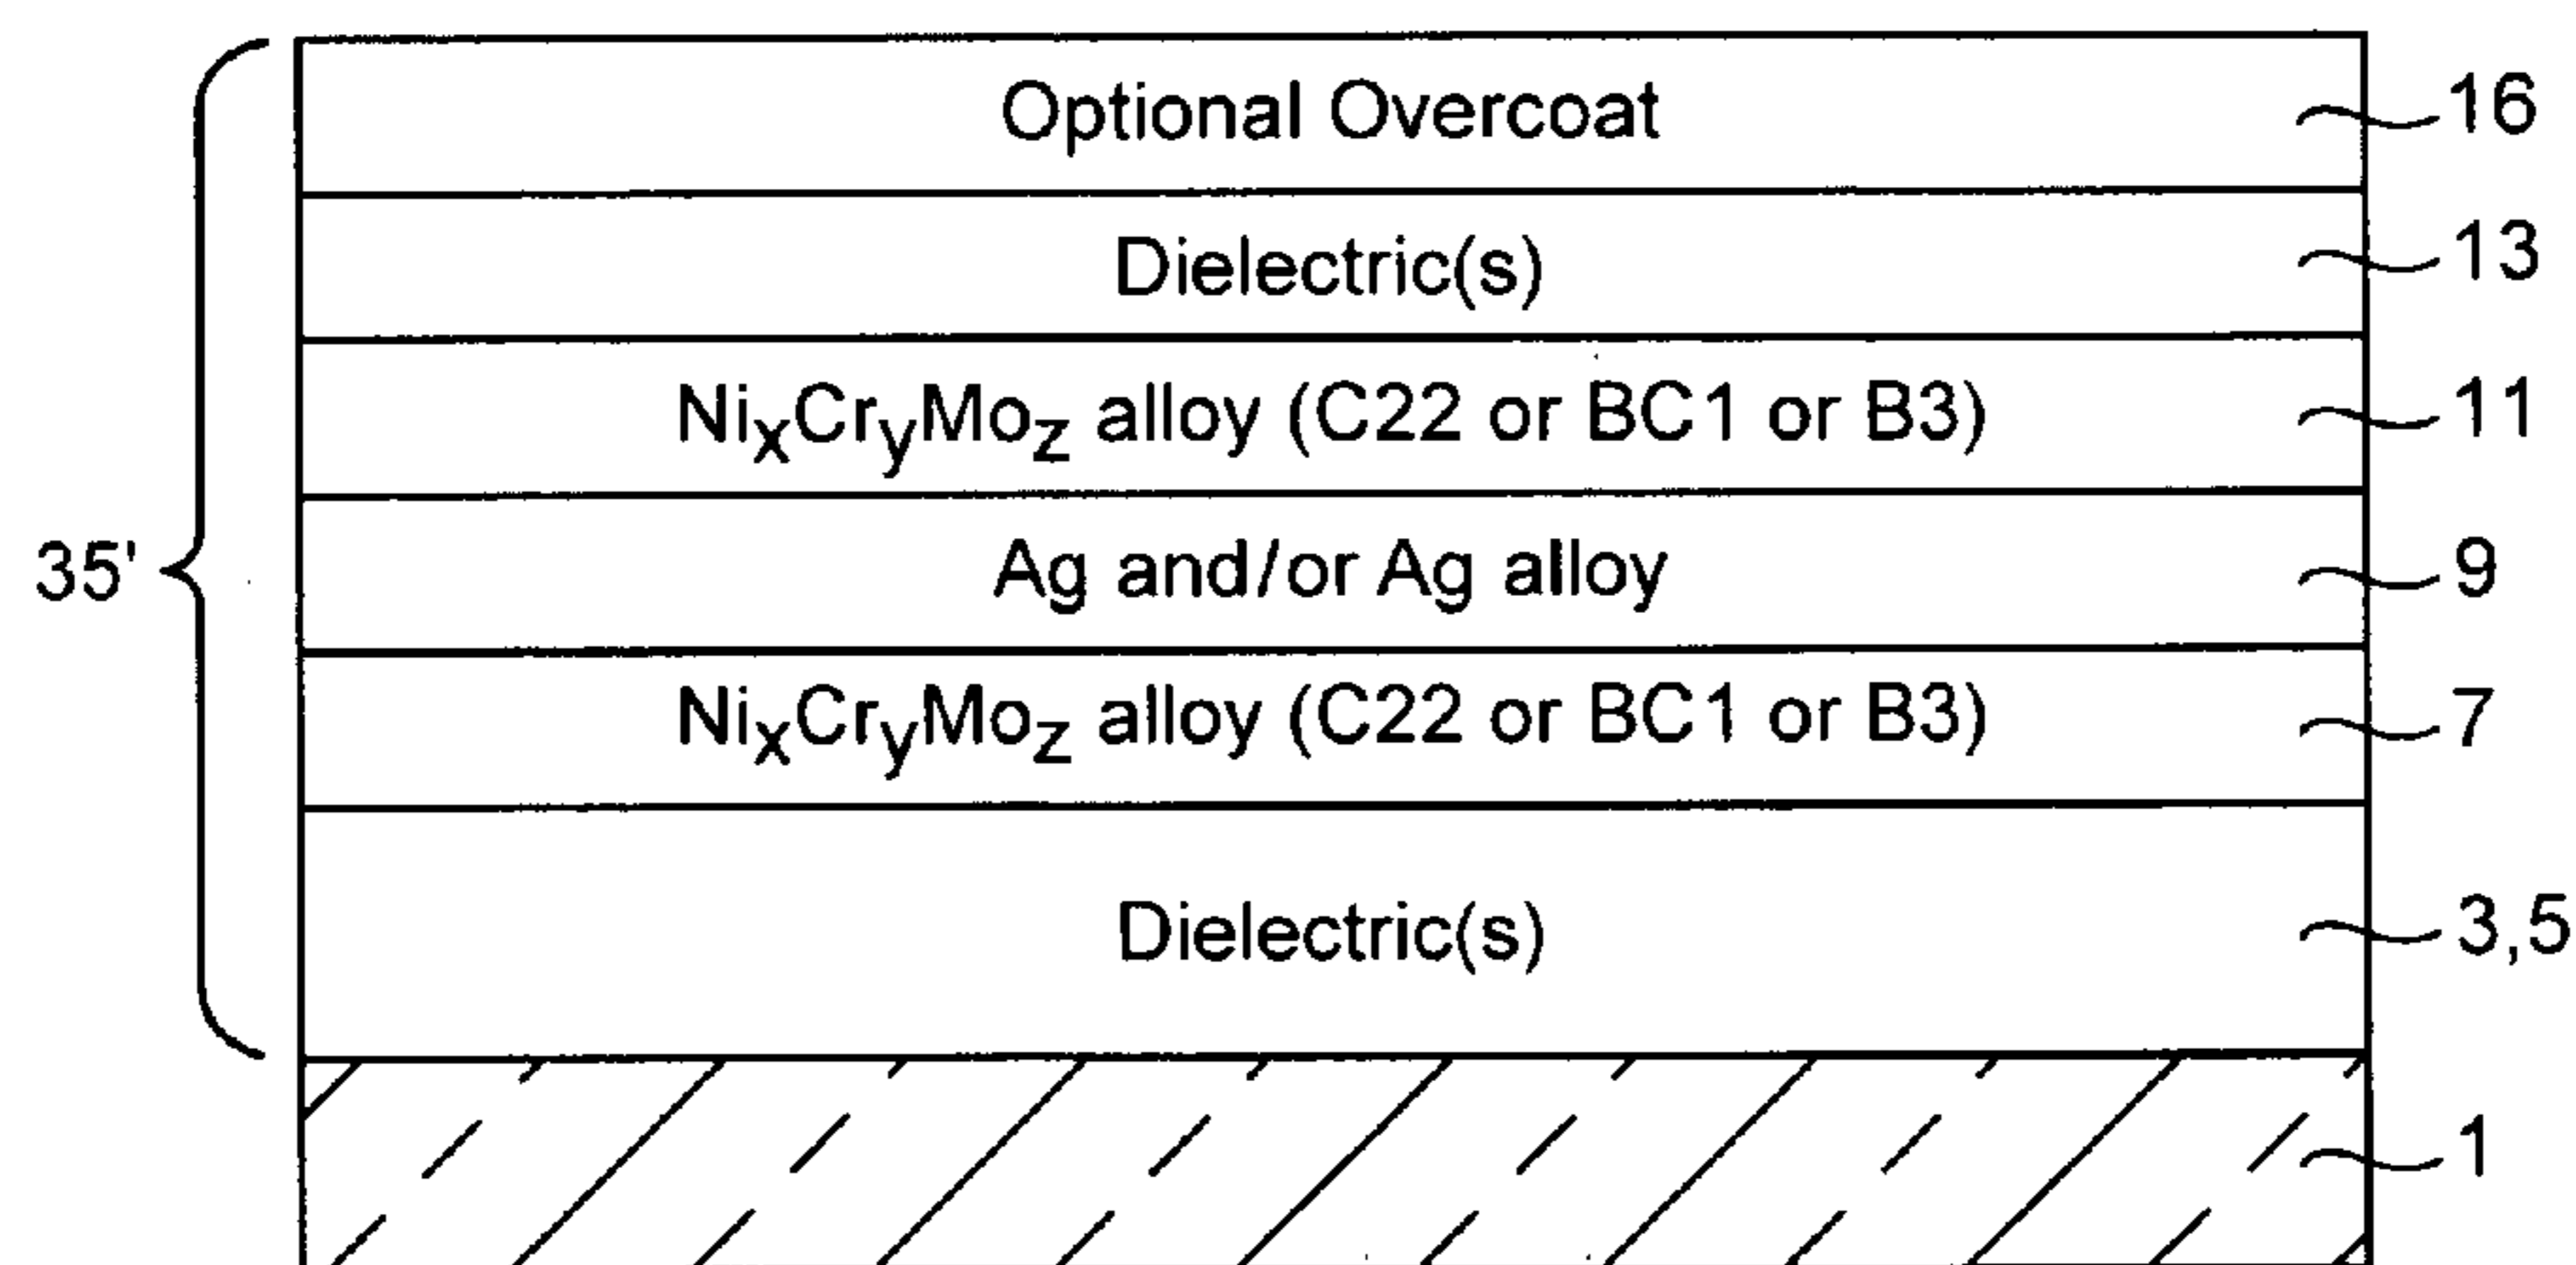 Optional Overcoat 16
Dielectric(s) 13
NixCryMoz alloy (C22 or BC1 or B3) 11
35' Ag and/or Ag alloy 9
NixCryMoz alloy (C22 or BC1 or B3) 7
Dielectric(s) 3,5
1